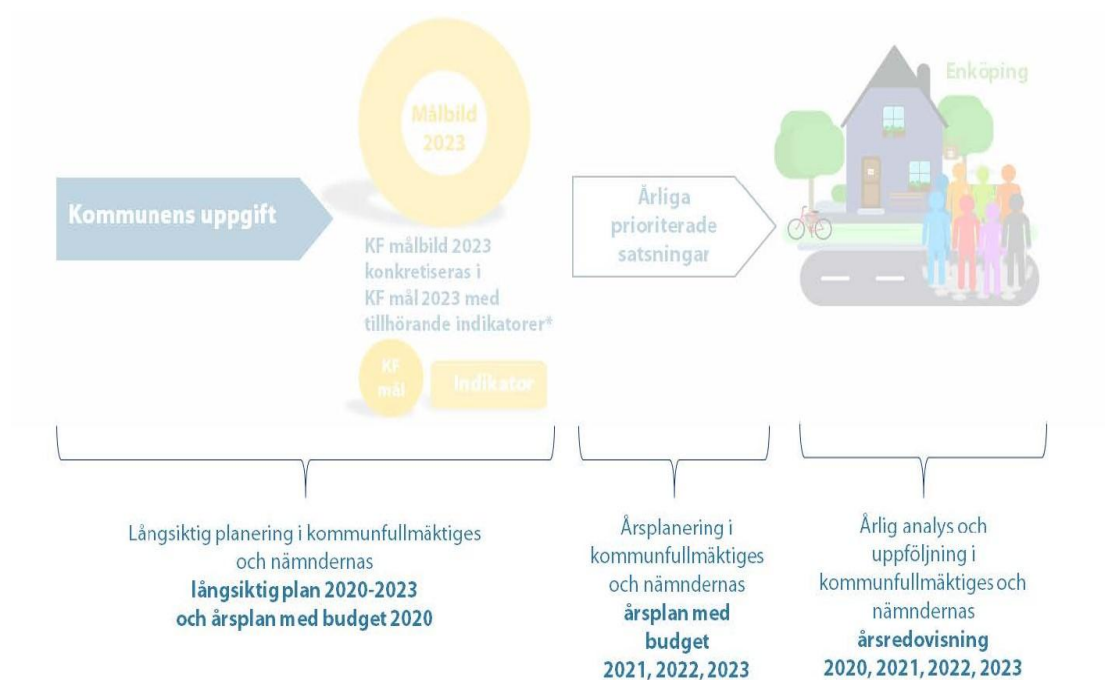 Målbild
2023
Enköping
Kommunens uppgift
Årliga
prioriterade
satsningar
KF målbild 2023
konkretiseras i
KF mål 2023 med
tillhörande indikatorer*
KF
mål
Indikator
Långsiktig planering i kommunfullmäktiges
och nämndernas
långsiktig plan 2020-2023
och årsplan med budget 2020
Årsplanering i
kommunfullmäktiges
och nämndernas
årsplan med
budget
2021, 2022, 2023
Årlig analys och
uppföljning i
kommunfullmäktiges och
nämndernas
årsredovisning
2020, 2021, 2022, 2023